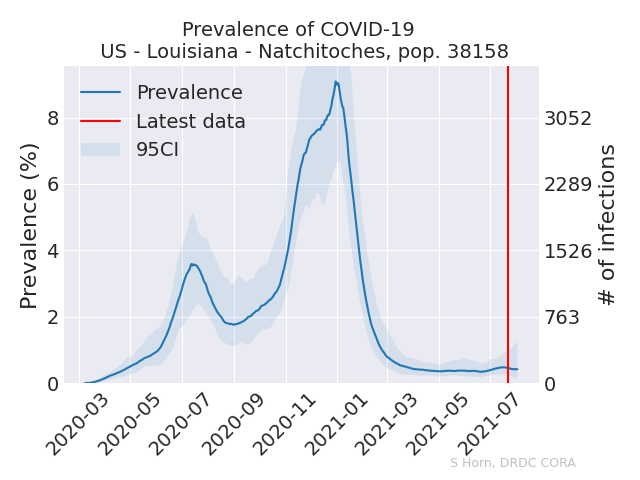 Prevalence of COVID-19
US - Louisiana - Natchitoches, pop. 38158
Prevalence
Latest data
95CI
Prevalence (%)
8
6
4
2
0
3052
2289
1526
763
0
# of infections
2020-03
2020-05
2020-07
2020-09
2020-11
2021-01
2021-03
2021-05
2021-07
S Horn, DRDC CORA